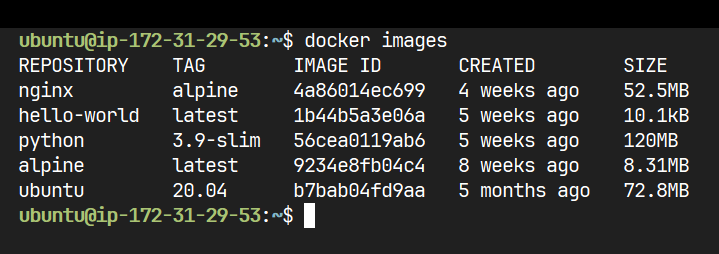 ubuntu@ip-172-31-29-53:~$ docker images
REPOSITORY    TAG        IMAGE ID       CREATED        SIZE
nginx         alpine     4a86014ec699   4 weeks ago    52.5MB
hello-world   latest     1b44b5a3e06a   5 weeks ago    10.1kB
python        3.9-slim   56cea0119ab6   5 weeks ago    120MB
alpine        latest     9234e8fb04c4   8 weeks ago    8.31MB
ubuntu        20.04      b7bab04fd9aa   5 months ago   72.8MB
ubuntu@ip-172-31-29-53:~$